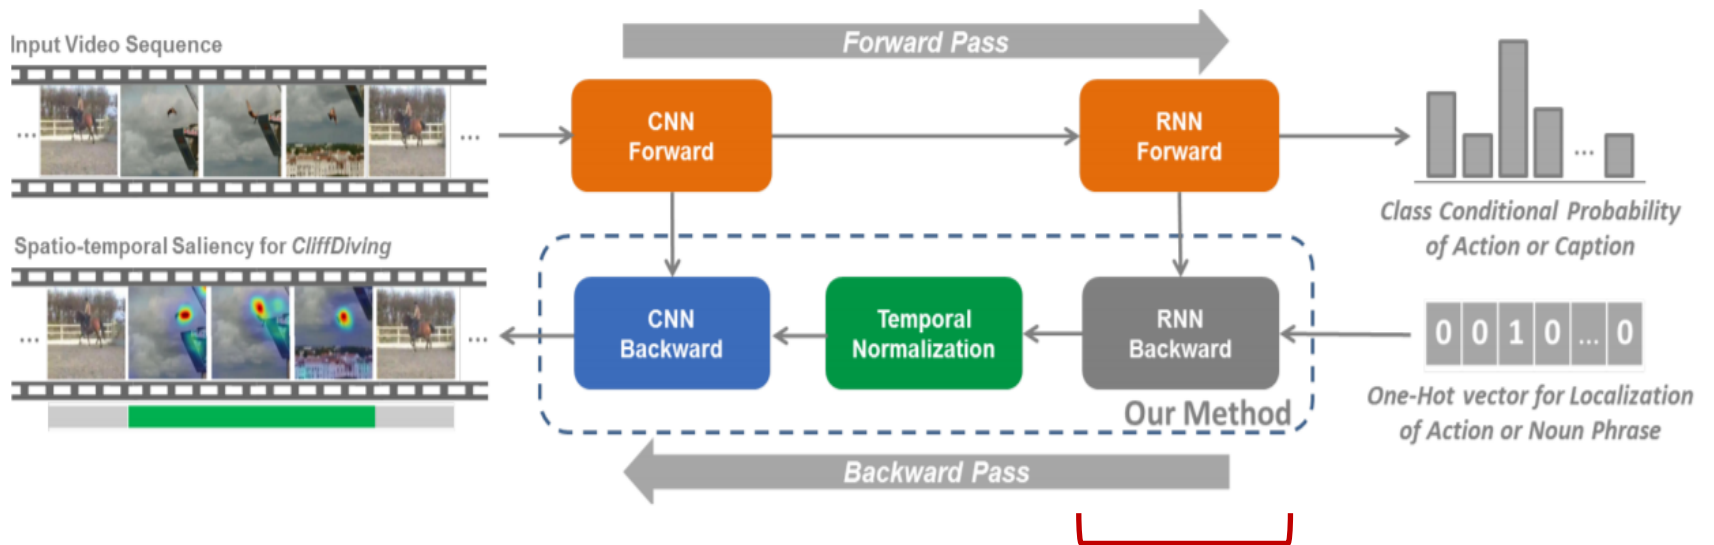 Input Video Sequence
Forward Pass
...
...
CNN
Forward
RNN
Forward
...
Class Conditional Probability
of Action or Caption
Spatio-temporal Saliency for CliffDiving
...
...
CNN
Backward
Temporal
Normalization
RNN
Backward
0 0 1 0 ... 0
One-Hot vector for Localization
of Action or Noun Phrase
Our Method
Backward Pass